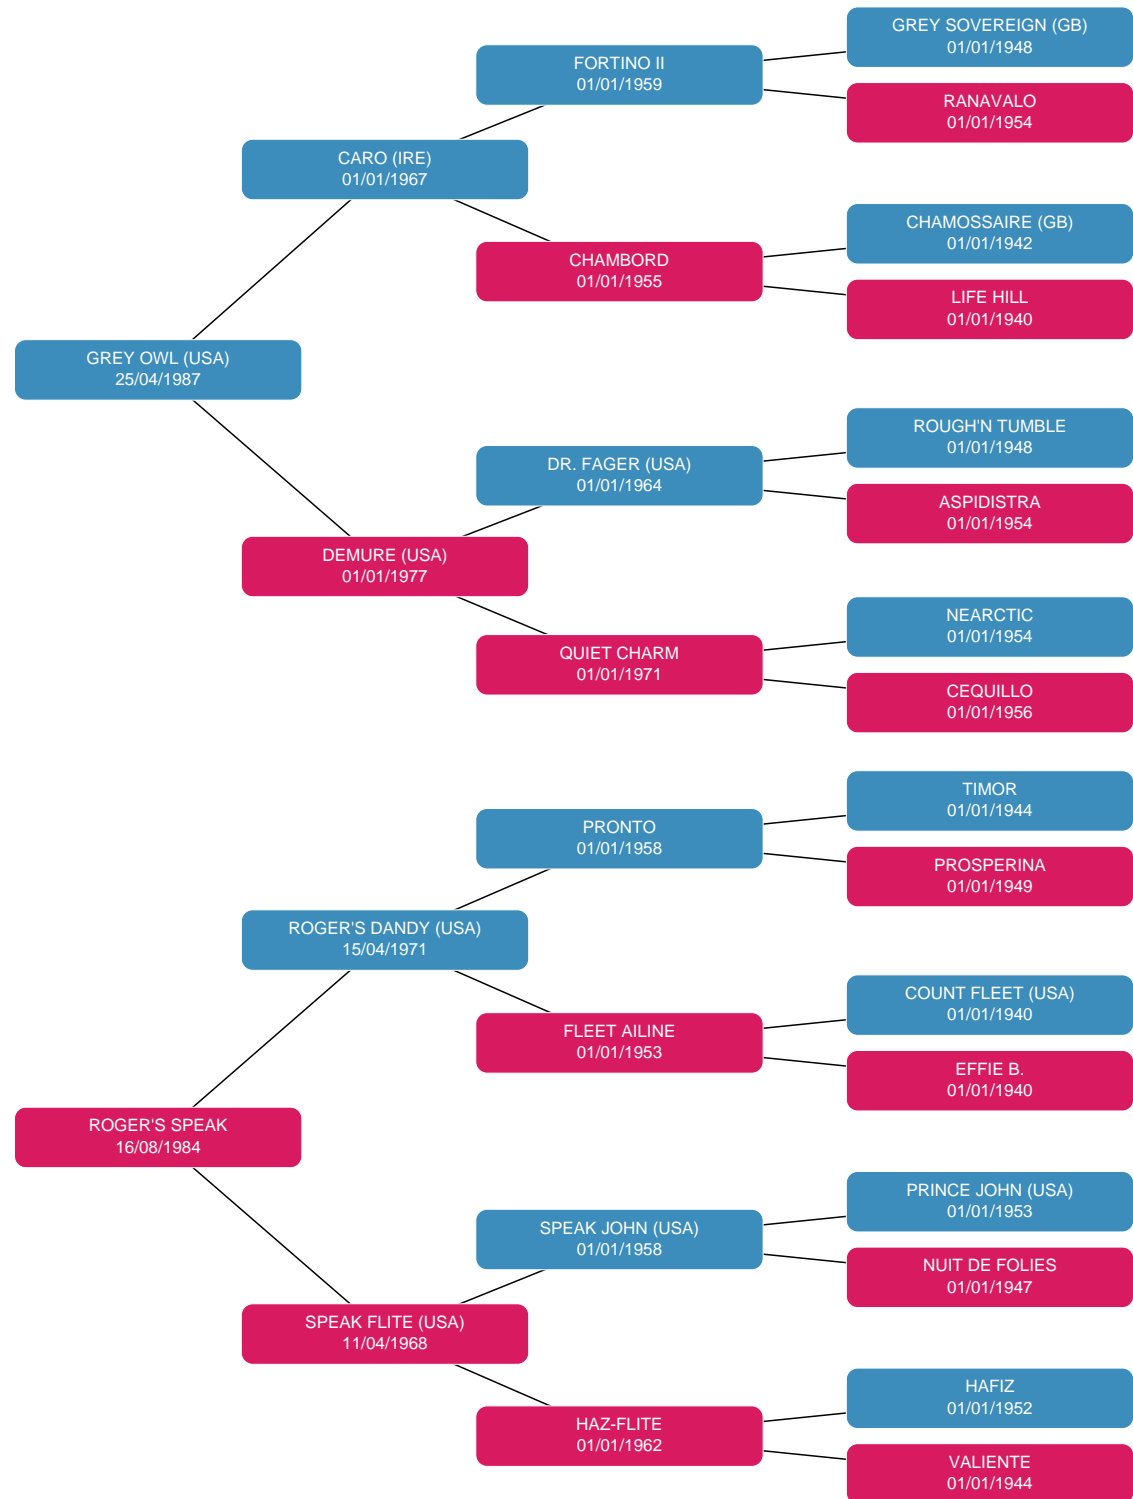 GREY SOVEREIGN (GB)
01/01/1948
FORTINO II
01/01/1959
RANAVALO
01/01/1954
CARO (IRE)
01/01/1967
CHAMOSSAIRE (GB)
01/01/1942
CHAMBORD
01/01/1955
LIFE HILL
01/01/1940
GREY OWL (USA)
25/04/1987
ROUGH'N TUMBLE
01/01/1948
DR. FAGER (USA)
01/01/1964
ASPIDISTRA
01/01/1954
DEMURE (USA)
01/01/1977
NEARCTIC
01/01/1954
QUIET CHARM
01/01/1971
CEQUILLO
01/01/1956
TIMOR
01/01/1944
PRONTO
01/01/1958
PROSPERINA
01/01/1949
ROGER'S DANDY (USA)
15/04/1971
COUNT FLEET (USA)
01/01/1940
FLEET AILINE
01/01/1953
EFFIE B.
01/01/1940
ROGER'S SPEAK
16/08/1984
PRINCE JOHN (USA)
01/01/1953
SPEAK JOHN (USA)
01/01/1958
NUIT DE FOLIES
01/01/1947
SPEAK FLITE (USA)
11/04/1968
HAFIZ
01/01/1952
HAZ-FLITE
01/01/1962
VALIENTE
01/01/1944